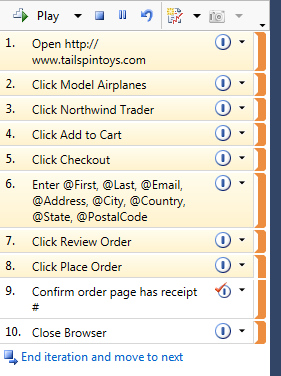 Play
1. Open http://
www.tailspintoys.com
2. Click Model Airplanes
3. Click Northwind Trader
4. Click Add to Cart
5. Click Checkout
6. Enter @First, @Last, @Email,
@Address, @City, @Country,
@State, @PostalCode
7. Click Review Order
8. Click Place Order
9. Confirm order page has receipt
#
10. Close Browser
End iteration and move to next